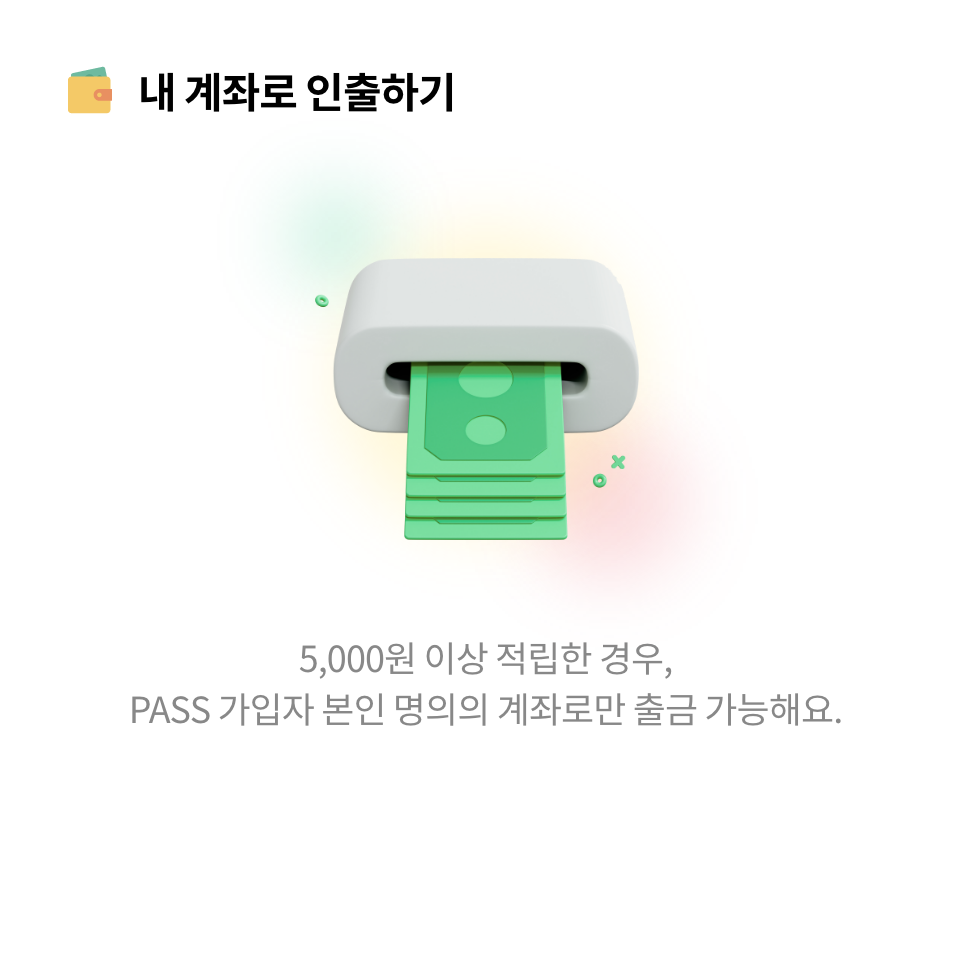 내 계좌로 인출하기
5,000원 이상 적립한 경우,
PASS 가입자 본인 명의의 계좌로만 출금 가능해요.